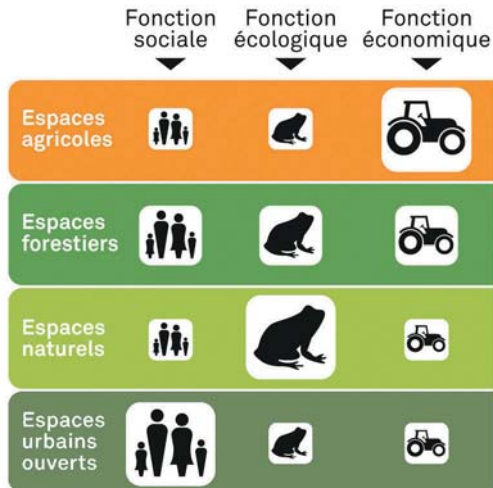 Fonction
sociale
Fonction
écologique
Fonction
économique
Espaces
agricoles
Espaces
forestiers
Espaces
naturels
Espaces
urbains
ouverts